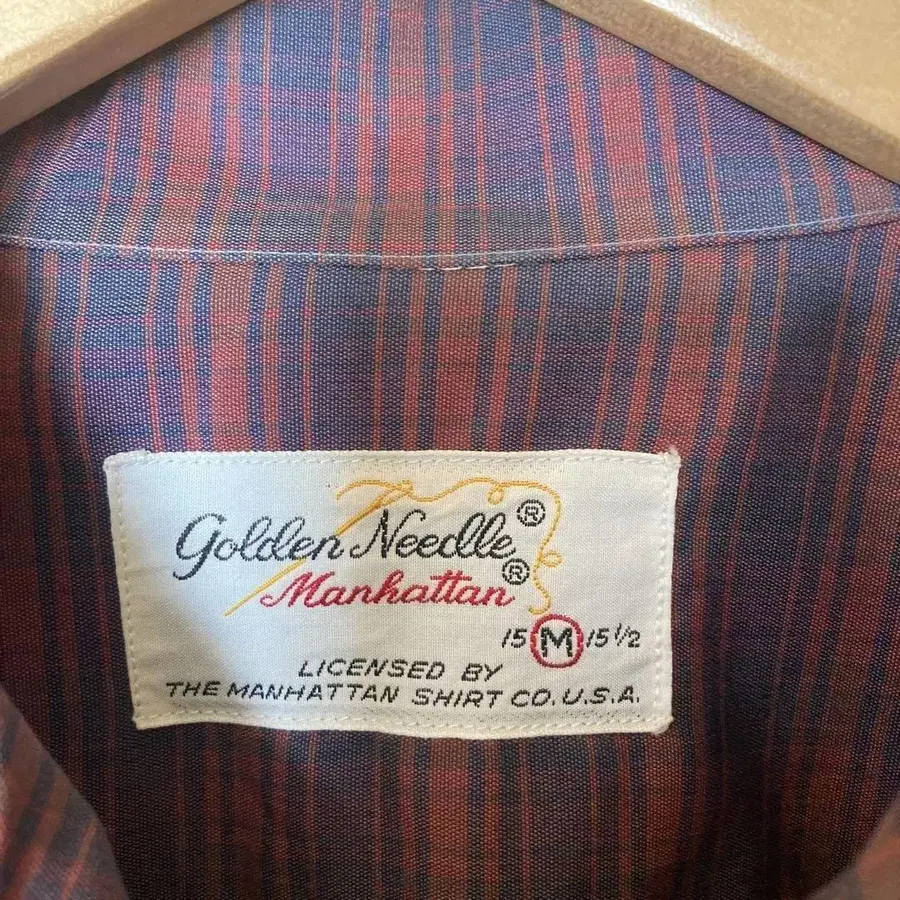 Golden Needle®
Manhattan®
15 M 15 1/2
LICENSED BY
THE MANHATTAN SHIRT CO. U.S.A.